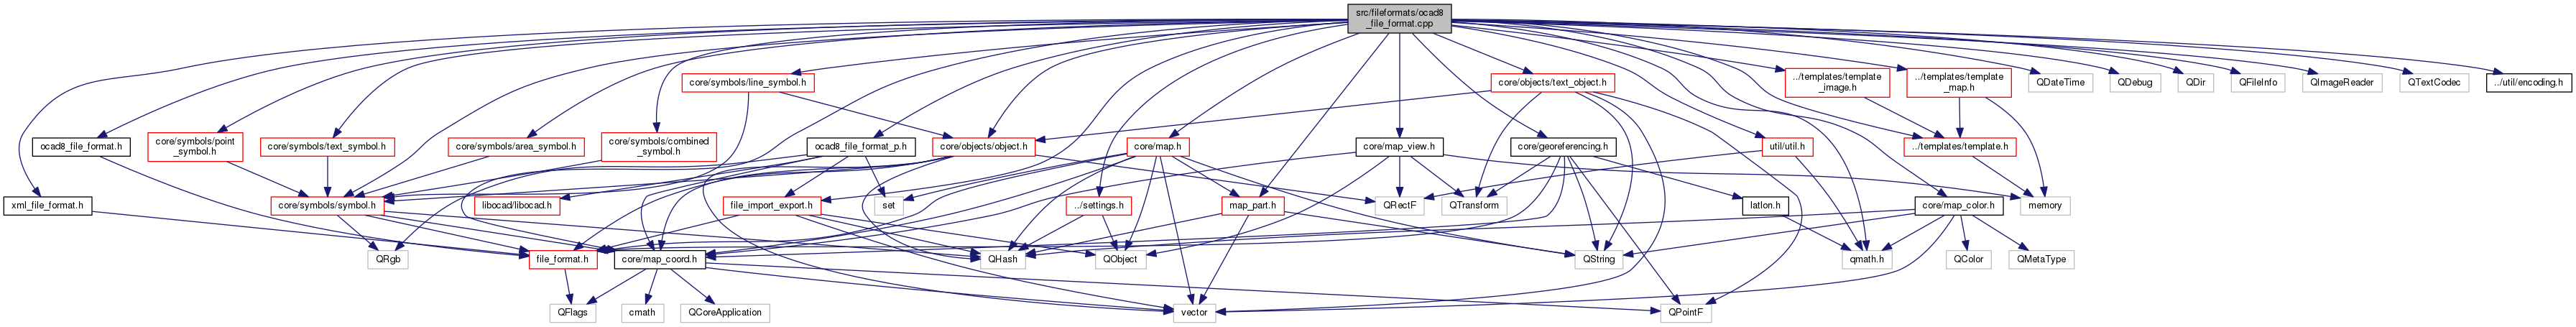 src/fileformats/ocad8
_file_format.cpp
core/symbols/line_symbol.h
core/objects/text_object.h
../templates/template
_image.h
../templates/template
_map.h
QDateTime
QDebug
QDir
QFileInfo
QImageReader
QTextCodec
../util/encoding.h
ocad8_file_format.h
core/symbols/point
_symbol.h
core/symbols/text_symbol.h
core/symbols/area_symbol.h
core/symbols/combined
_symbol.h
ocad8_file_format_p.h
core/objects/object.h
core/map.h
core/map_view.h
core/georeferencing.h
util/util.h
../templates/template.h
xml_file_format.h
core/symbols/symbol.h
libocad/libocad.h
file_import_export.h
set
../settings.h
map_part.h
QRectF
QTransform
latlon.h
core/map_color.h
memory
QRgb
file_format.h
core/map_coord.h
QHash
QObject
QString
qmath.h
QColor
QMetaType
QFlags
cmath
QCoreApplication
vector
QPointF